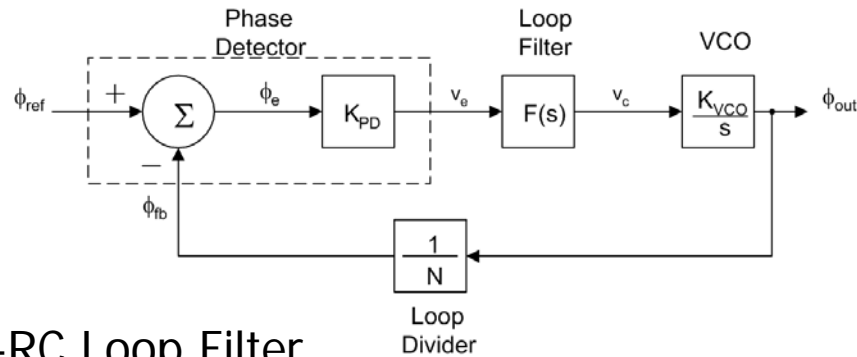 Phase
Detector
Loop
Filter
VCO
ϕref
+
Σ
ϕe
KPD
ve
F(s)
vc
KVCO
s
ϕout
−
ϕfb
1
N
Loop
Divider
-RC Loop Filter